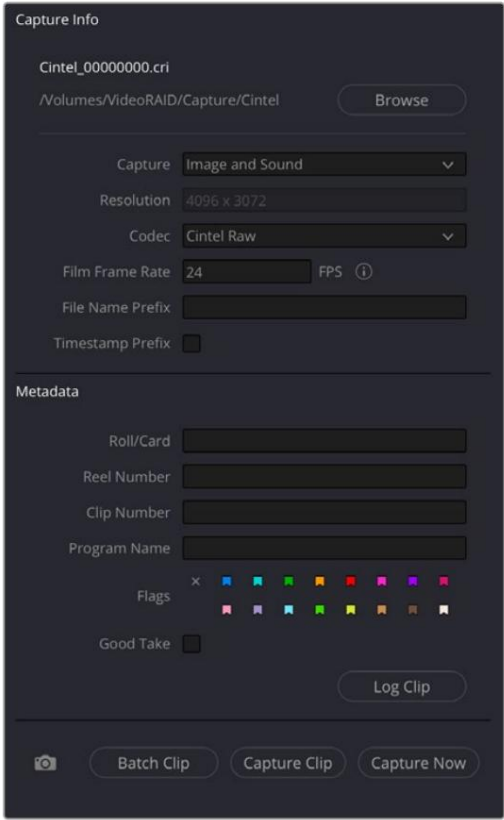 Capture Info
Cintel_00000000.cri
/Volumes/VideoRAID/Capture/Cintel Browse
Capture Image and Sound
Resolution 4096 x 3072
Codec Cintel Raw
Film Frame Rate 24 FPS
File Name Prefix
Timestamp Prefix
Metadata
Roll/Card
Reel Number
Clip Number
Program Name
Flags
Good Take
Log Clip
Batch Clip Capture Clip Capture Now